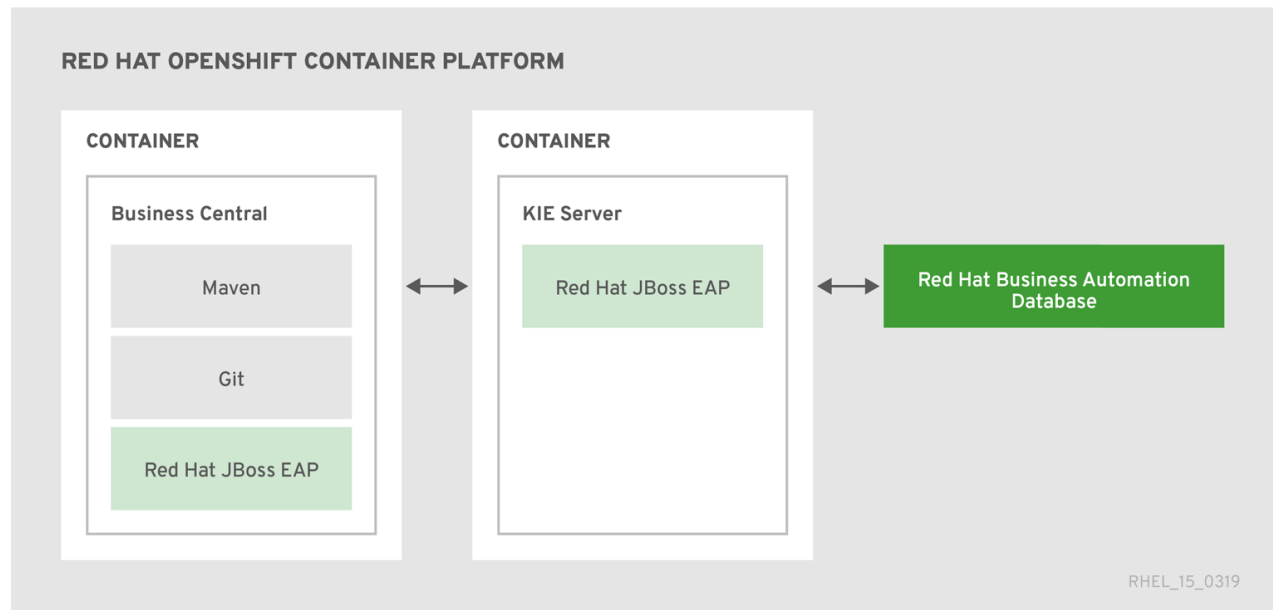 RED HAT OPENSHIFT CONTAINER PLATFORM
CONTAINER
Business Central
Maven
Git
Red Hat JBoss EAP
CONTAINER
KIE Server
Red Hat JBoss EAP
Red Hat Business Automation
Database
RHEL_15_0319